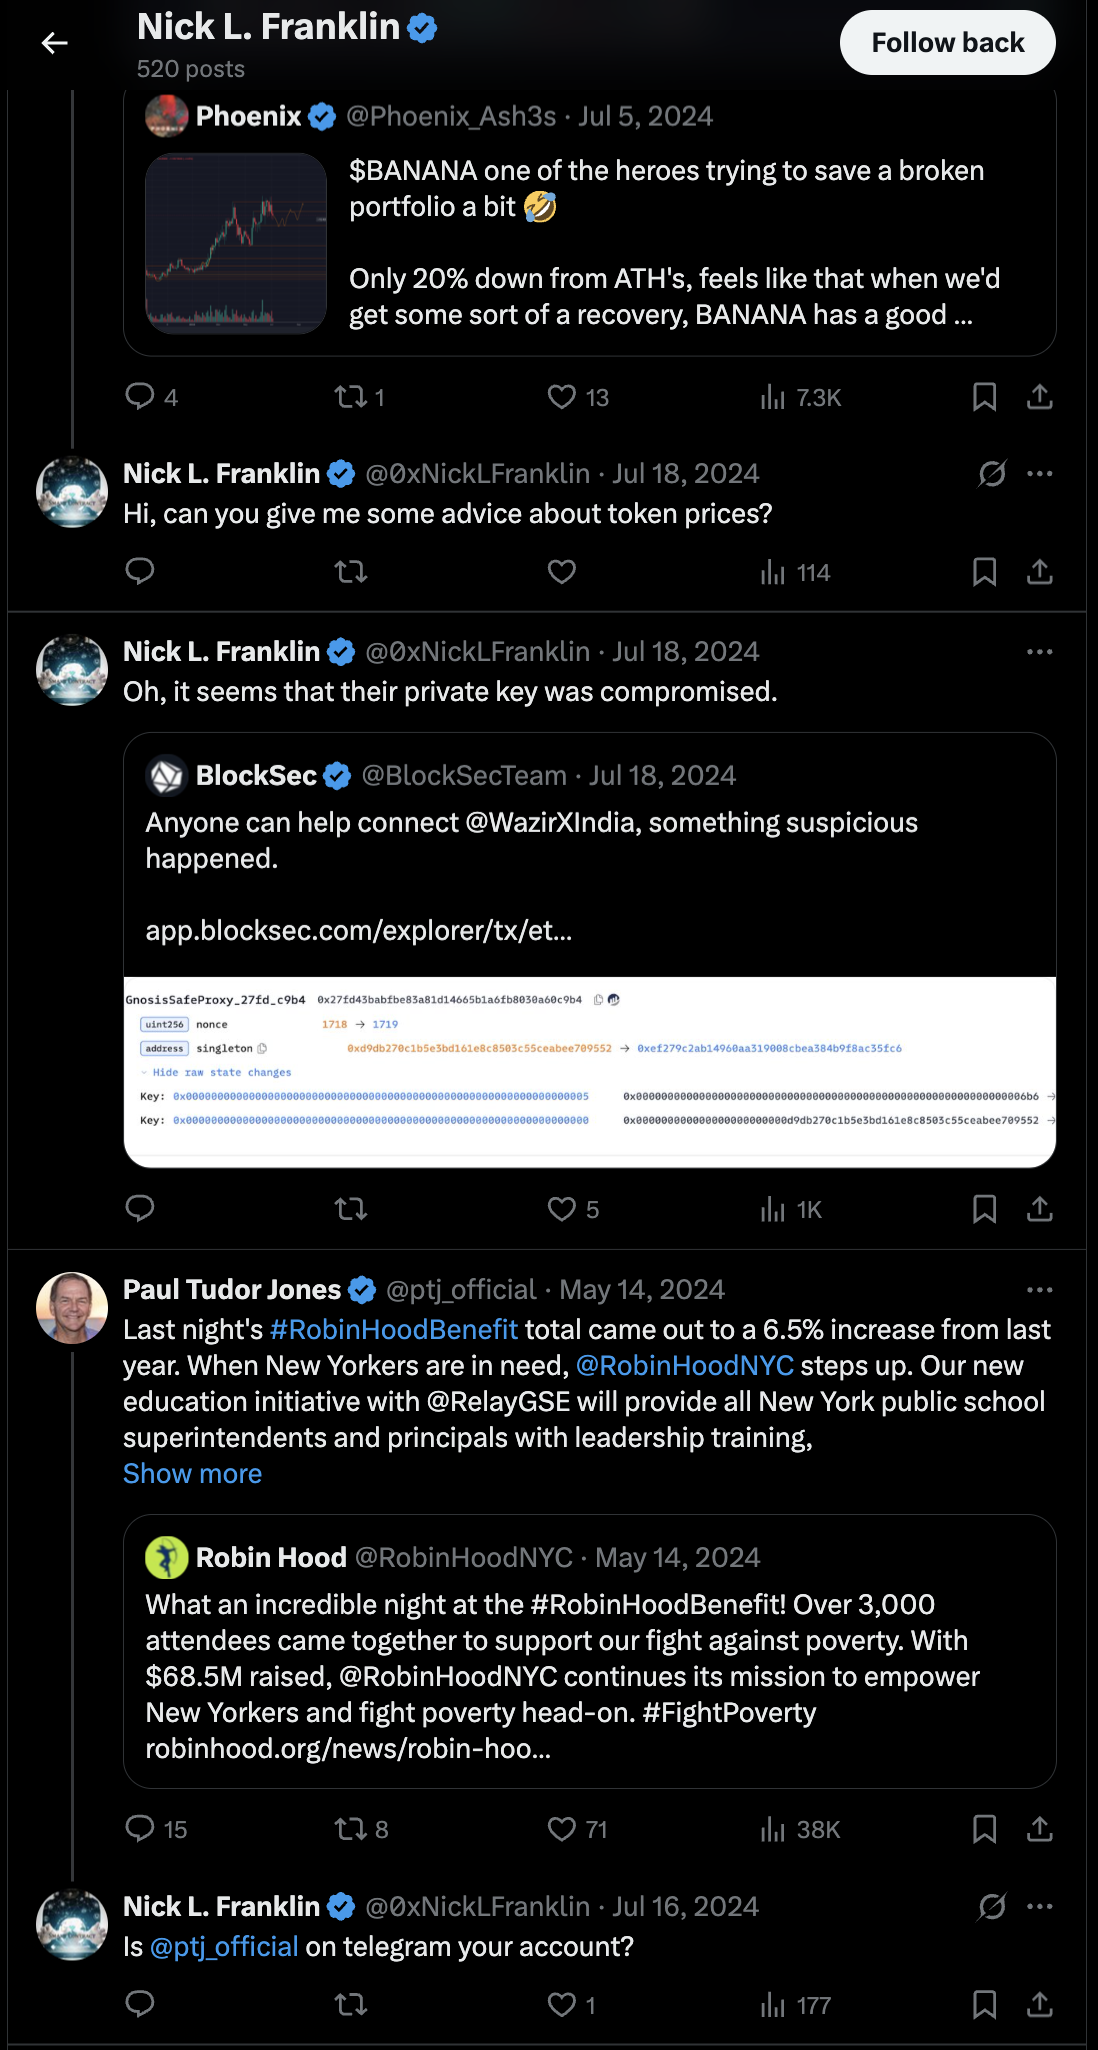 Nick L. Franklin
520 posts
Follow back
Phoenix @Phoenix_Ash3s · Jul 5, 2024
$BANANA one of the heroes trying to save a broken
portfolio a bit 🤣
Only 20% down from ATH's, feels like that when we'd
get some sort of a recovery, BANANA has a good ...
4 1 13 7.3K
Nick L. Franklin @0xNickLFranklin · Jul 18, 2024
Hi, can you give me some advice about token prices?
114
Nick L. Franklin @0xNickLFranklin · Jul 18, 2024
Oh, it seems that their private key was compromised.
BlockSec @BlockSecTeam · Jul 18, 2024
Anyone can help connect @WazirXIndia, something suspicious
happened.
app.blocksec.com/explorer/tx/et...
GnosisSafeProxy_27fd_c9b4 0x27fd43babfbe83a81d14665b1a6fb8030a60c9b4
uint256 nonce 1718 → 1719
address singleton 0xd9db270c1b5e3bd161e8c8503c55ceabee709552 → 0xef279c2ab14960aa319008cbea384b9f8ac35fc6
Hide raw state changes
Key: 0x0000000000000000000000000000000000000000000000000000000000000005 0x00000000000000000000000000000000000000000000000000000000000006b6 →
Key: 0x0000000000000000000000000000000000000000000000000000000000000000 0x000000000000000000000000d9db270c1b5e3bd161e8c8503c55ceabee709552 →
5 1K
Paul Tudor Jones @ptj_official · May 14, 2024
Last night's #RobinHoodBenefit total came out to a 6.5% increase from last
year. When New Yorkers are in need, @RobinHoodNYC steps up. Our new
education initiative with @RelayGSE will provide all New York public school
superintendents and principals with leadership training,
Show more
Robin Hood @RobinHoodNYC · May 14, 2024
What an incredible night at the #RobinHoodBenefit! Over 3,000
attendees came together to support our fight against poverty. With
$68.5M raised, @RobinHoodNYC continues its mission to empower
New Yorkers and fight poverty head-on. #FightPoverty
robinhood.org/news/robin-hoo...
15 8 71 38K
Nick L. Franklin @0xNickLFranklin · Jul 16, 2024
Is @ptj_official on telegram your account?
1 177